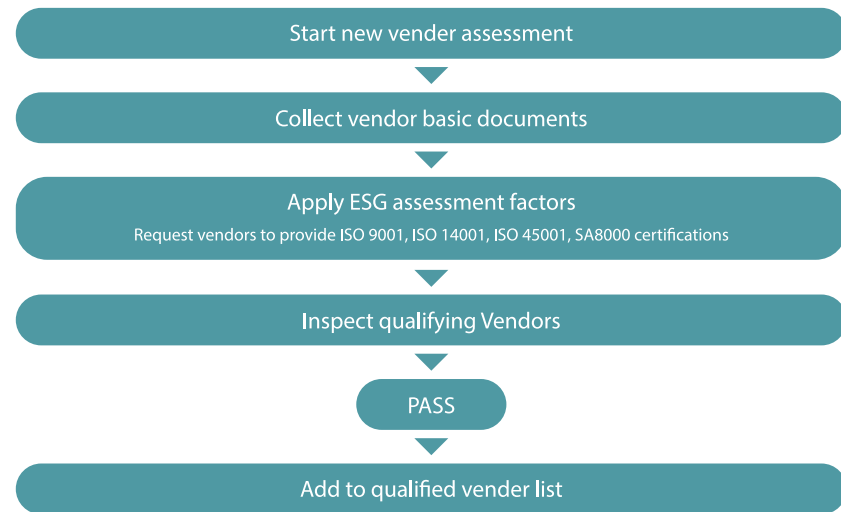 Start new vender assessment
Collect vendor basic documents
Apply ESG assessment factors
Request vendors to provide ISO 9001, ISO 14001, ISO 45001, SA8000 certifications
Inspect qualifying Vendors
PASS
Add to qualified vender list